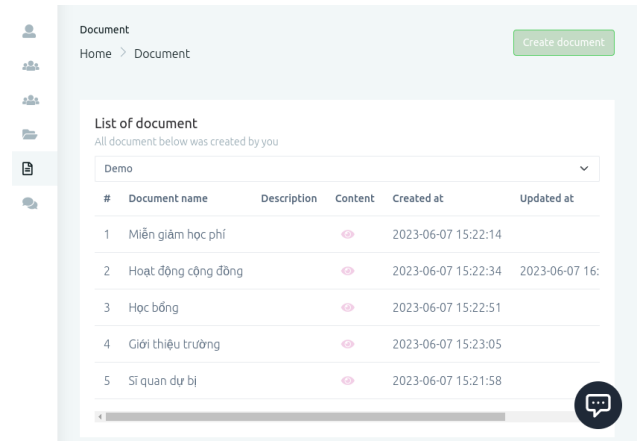 Document
Create document
Home > Document
List of document
All document below was created by you
Demo
# Document name Description Content Created at Updated at
1 Miễn giảm học phí 2023-06-07 15:22:14
2 Hoạt động cộng đồng 2023-06-07 15:22:34 2023-06-07 16:
3 Học bổng 2023-06-07 15:22:51
4 Giới thiệu trường 2023-06-07 15:23:05
5 Sĩ quan dự bị 2023-06-07 15:21:58